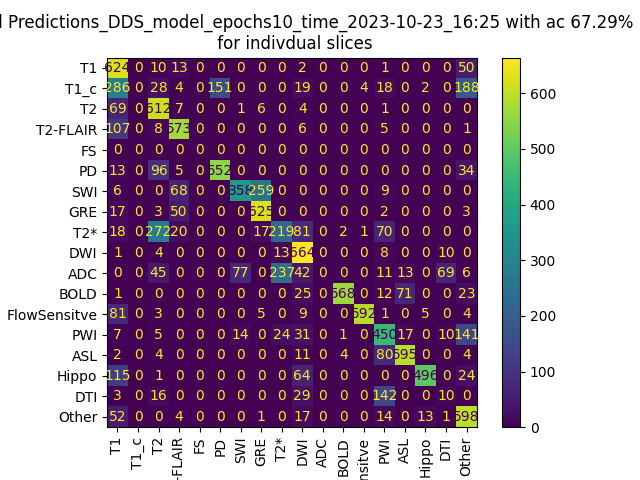 Predictions_DDS_model_epochs10_time_2023-10-23_16:25 with ac 67.29%
for indivdual slices
T1 624 0 10 13 0 0 0 0 0 2 0 0 0 1 0 0 0 50
T1_c 286 0 28 4 0 151 0 0 0 19 0 0 4 18 0 2 0 188
T2 69 0 612 7 0 0 1 6 0 4 0 0 0 1 0 0 0 0
T2-FLAIR 107 0 8 573 0 0 0 0 0 6 0 0 0 5 0 0 0 1
FS 0 0 0 0 0 0 0 0 0 0 0 0 0 0 0 0 0 0
PD 13 0 96 5 0 552 0 0 0 0 0 0 0 0 0 0 0 34
SWI 6 0 0 68 0 0 358 259 0 0 0 0 0 9 0 0 0 0
GRE 17 0 3 50 0 0 0 625 0 0 0 0 0 2 0 0 0 3
T2* 18 0 272 20 0 0 0 17 219 81 0 2 1 70 0 0 0 0
DWI 1 0 4 0 0 0 0 0 13 664 0 0 0 8 0 0 10 0
ADC 0 0 45 0 0 0 77 0 237 42 0 0 0 11 13 0 69 6
BOLD 1 0 0 0 0 0 0 0 0 25 0 568 0 12 71 0 0 23
FlowSensitve 81 0 3 0 0 0 0 5 0 9 0 0 592 1 0 5 0 4
PWI 7 0 5 0 0 0 14 0 24 31 0 1 0 450 17 0 10 141
ASL 2 0 4 0 0 0 0 0 0 11 0 4 0 80 595 0 0 4
Hippo 115 0 1 0 0 0 0 0 0 64 0 0 0 0 0 496 0 24
DTI 3 0 16 0 0 0 0 0 0 29 0 0 0 142 0 0 10 0
Other 52 0 0 4 0 0 0 1 0 17 0 0 0 14 0 13 1 598
T1 T1_c T2 -FLAIR FS PD SWI GRE T2* DWI ADC BOLD nsitve PWI ASL Hippo DTI Other
600
500
400
300
200
100
0